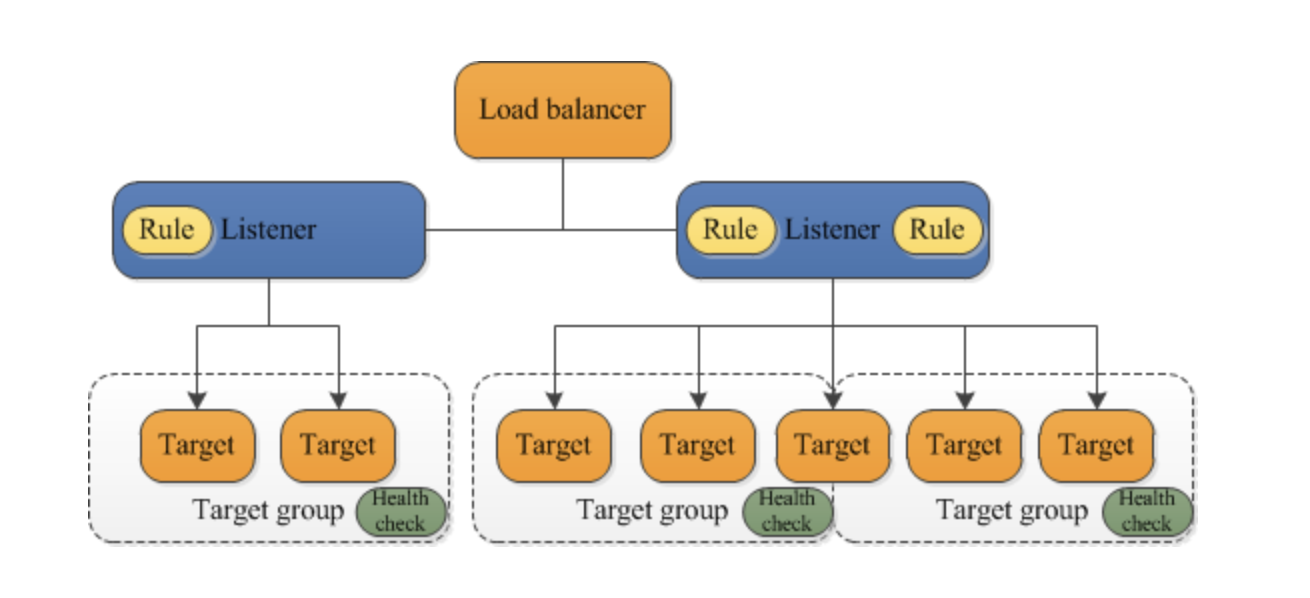 Load balancer
Rule Listener
Rule Listener Rule
Target Target
Target Target Target Target Target
Target group Health
check
Target group Health
check
Target group Health
check